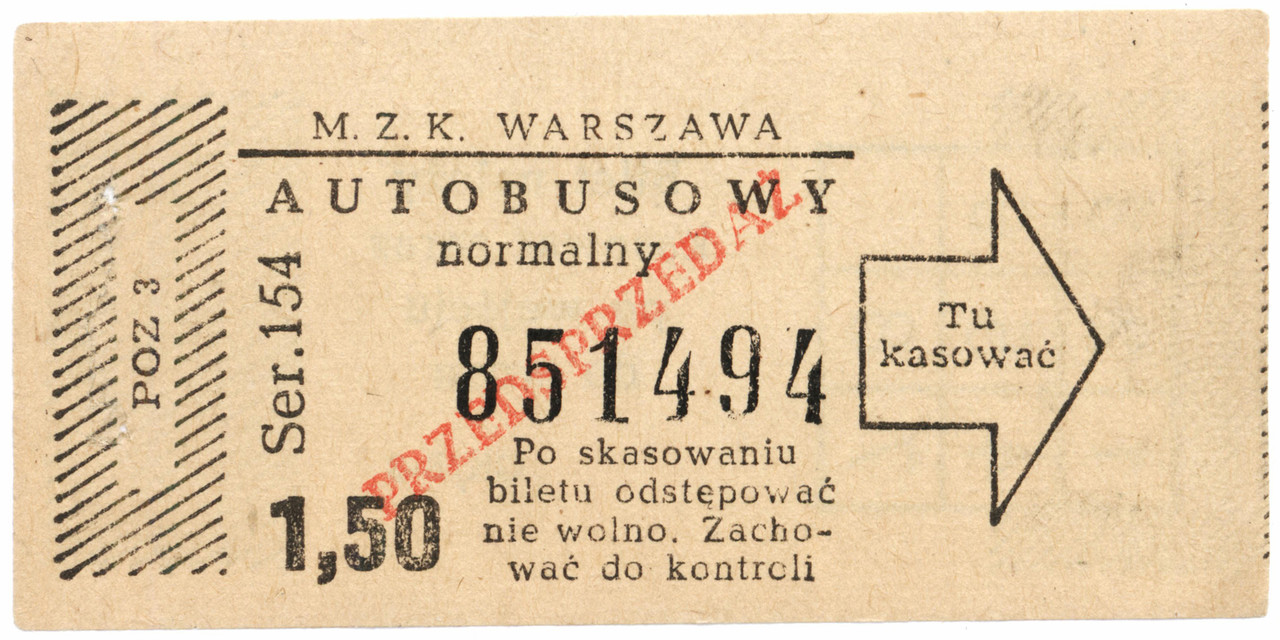 M. Z. K. WARSZAWA
AUTOBUSOWY
normalny
PRZEDSPRZEDAŻ
POZ 3
Ser.154
851494
1,50
Po skasowaniu
biletu odstępować
nie wolno. Zacho-
wać do kontroli
Tu
kasować